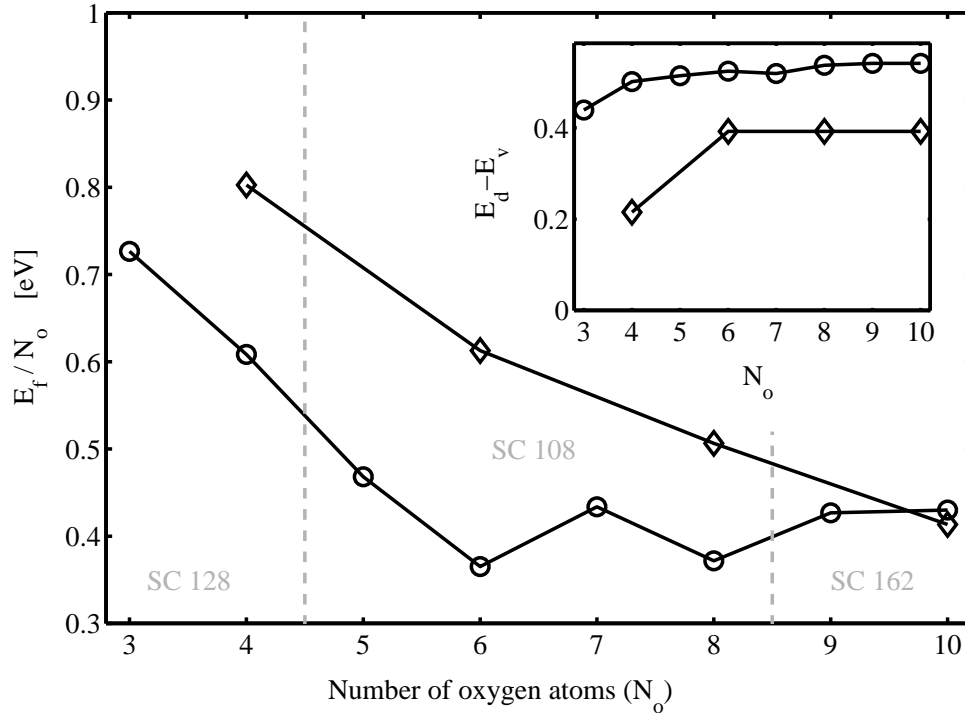 1
0.9
0.8
0.7
0.6
0.5
0.4
0.3
E_f / N_o [eV]
3 4 5 6 7 8 9 10
Number of oxygen atoms (N_o)
SC 128
SC 108
SC 162
0.4
0.2
0
E_d − E_v
3 4 5 6 7 8 9 10
N_o